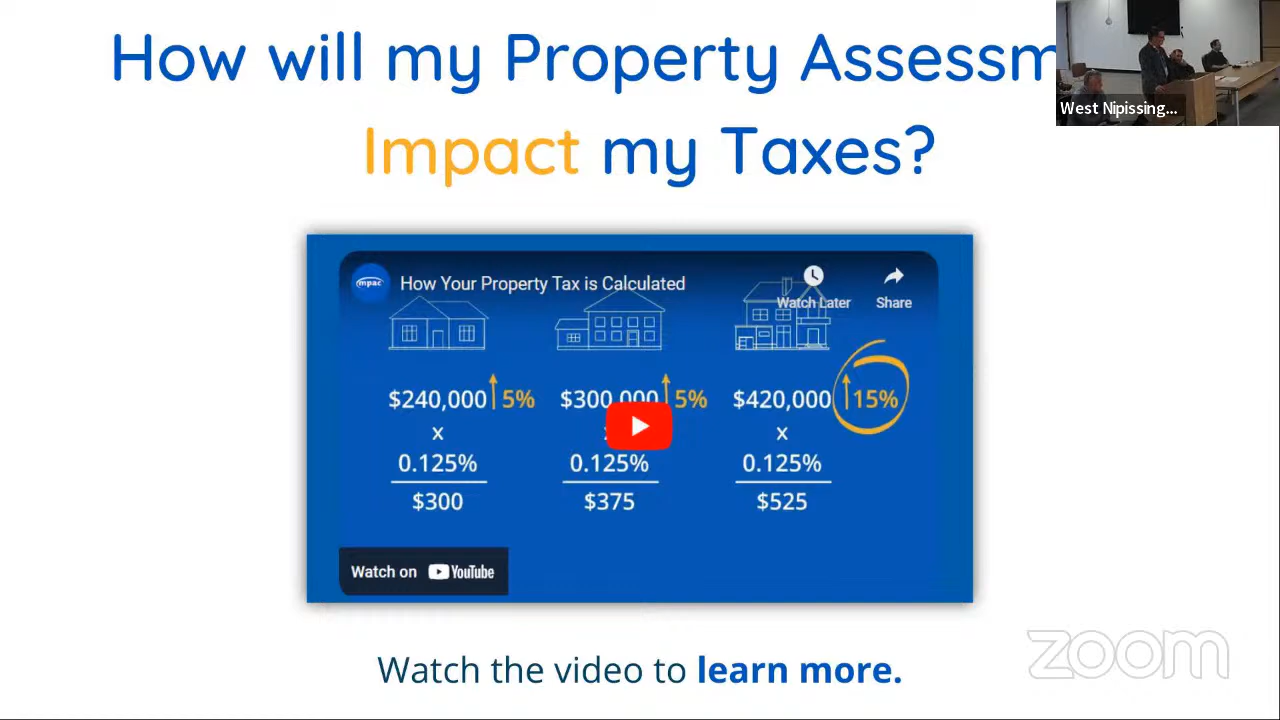 How will my Property Assessm
West Nipissing...
Impact my Taxes?
mpac
How Your Property Tax is Calculated
Watch Later
Share
$240,000 5%
$300,000 5%
$420,000 15%
x
x
0.125%
0.125%
0.125%
$300
$375
$525
Watch on YouTube
Watch the video to learn more.
zoom